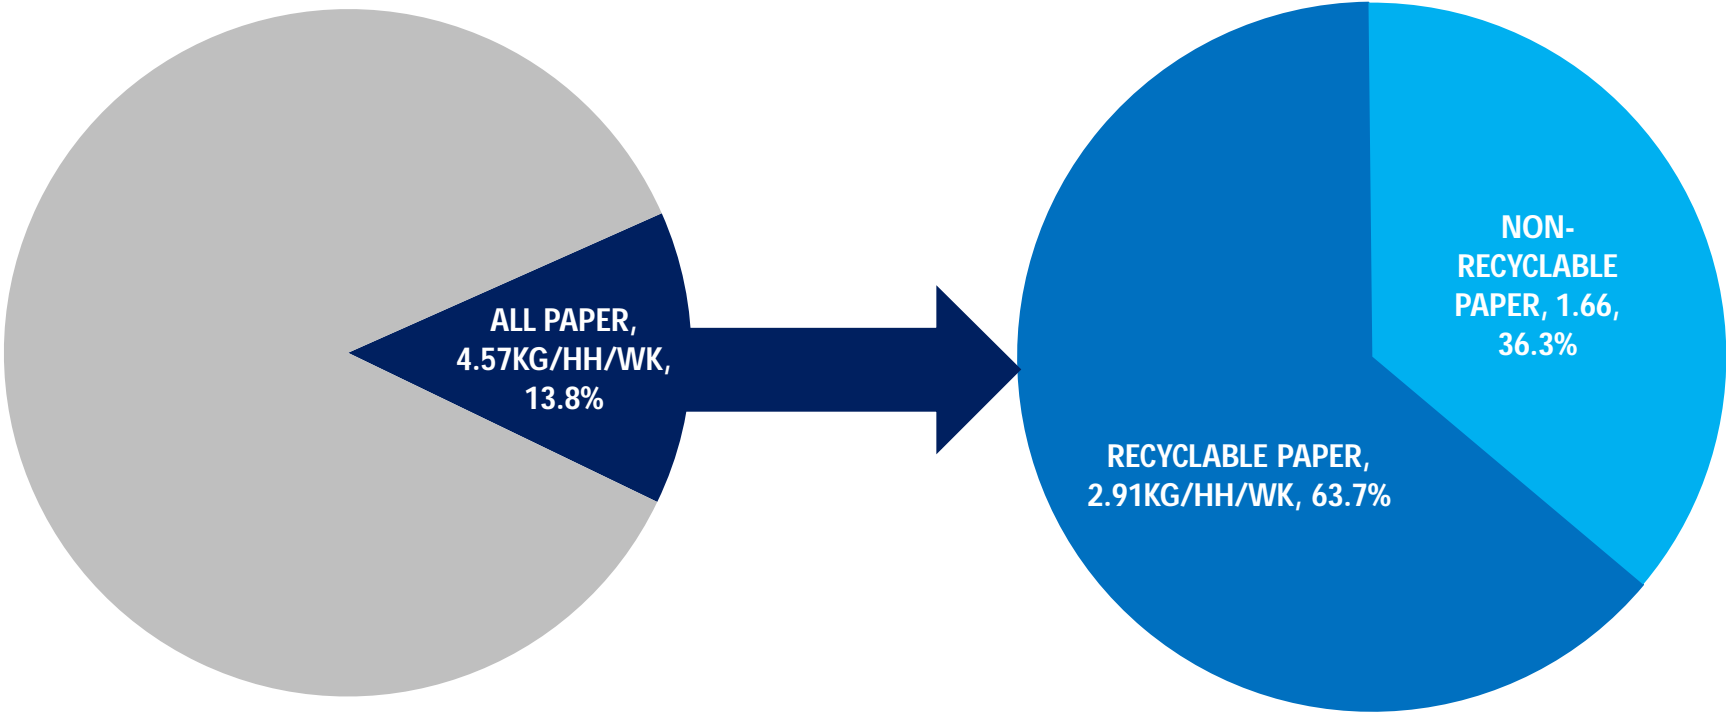 ALL PAPER,
4.57KG/HH/WK,
13.8%
NON-
RECYCLABLE
PAPER, 1.66,
36.3%
RECYCLABLE PAPER,
2.91KG/HH/WK, 63.7%